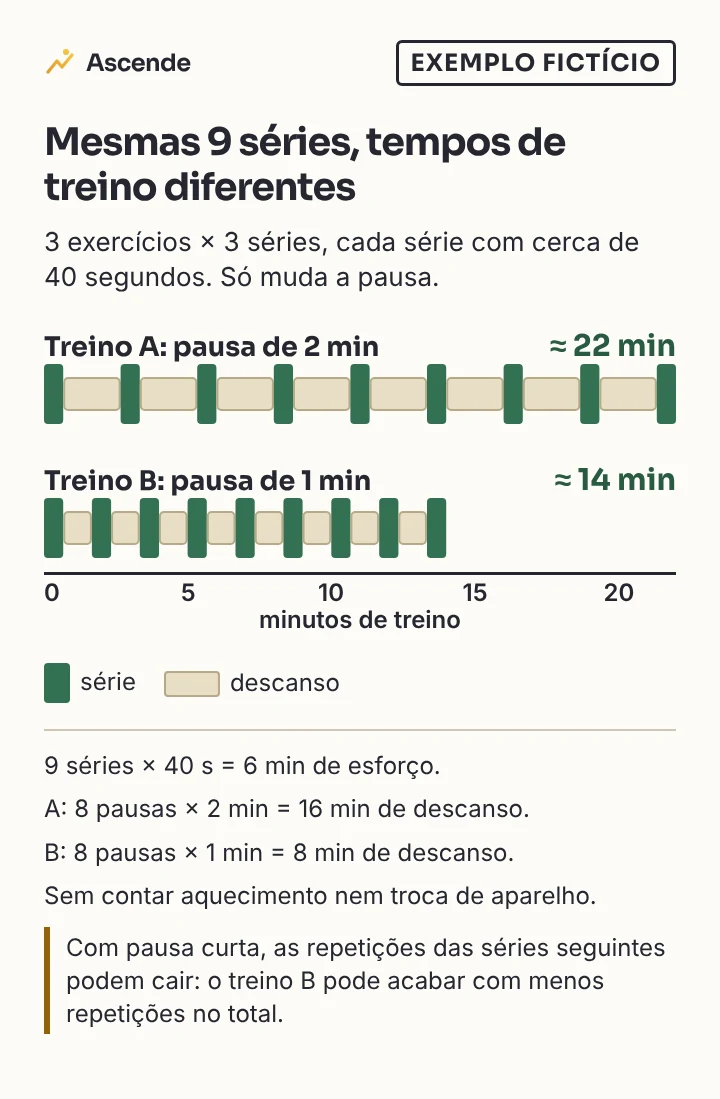 Ascende
EXEMPLO FICTÍCIO
Mesmas 9 séries, tempos de
treino diferentes
3 exercícios × 3 séries, cada série com cerca de
40 segundos. Só muda a pausa.
Treino A: pausa de 2 min
≈ 22 min
Treino B: pausa de 1 min
≈ 14 min
0 5 10 15 20
minutos de treino
série
descanso
9 séries × 40 s = 6 min de esforço.
A: 8 pausas × 2 min = 16 min de descanso.
B: 8 pausas × 1 min = 8 min de descanso.
Sem contar aquecimento nem troca de aparelho.
Com pausa curta, as repetições das séries seguintes
podem cair: o treino B pode acabar com menos
repetições no total.